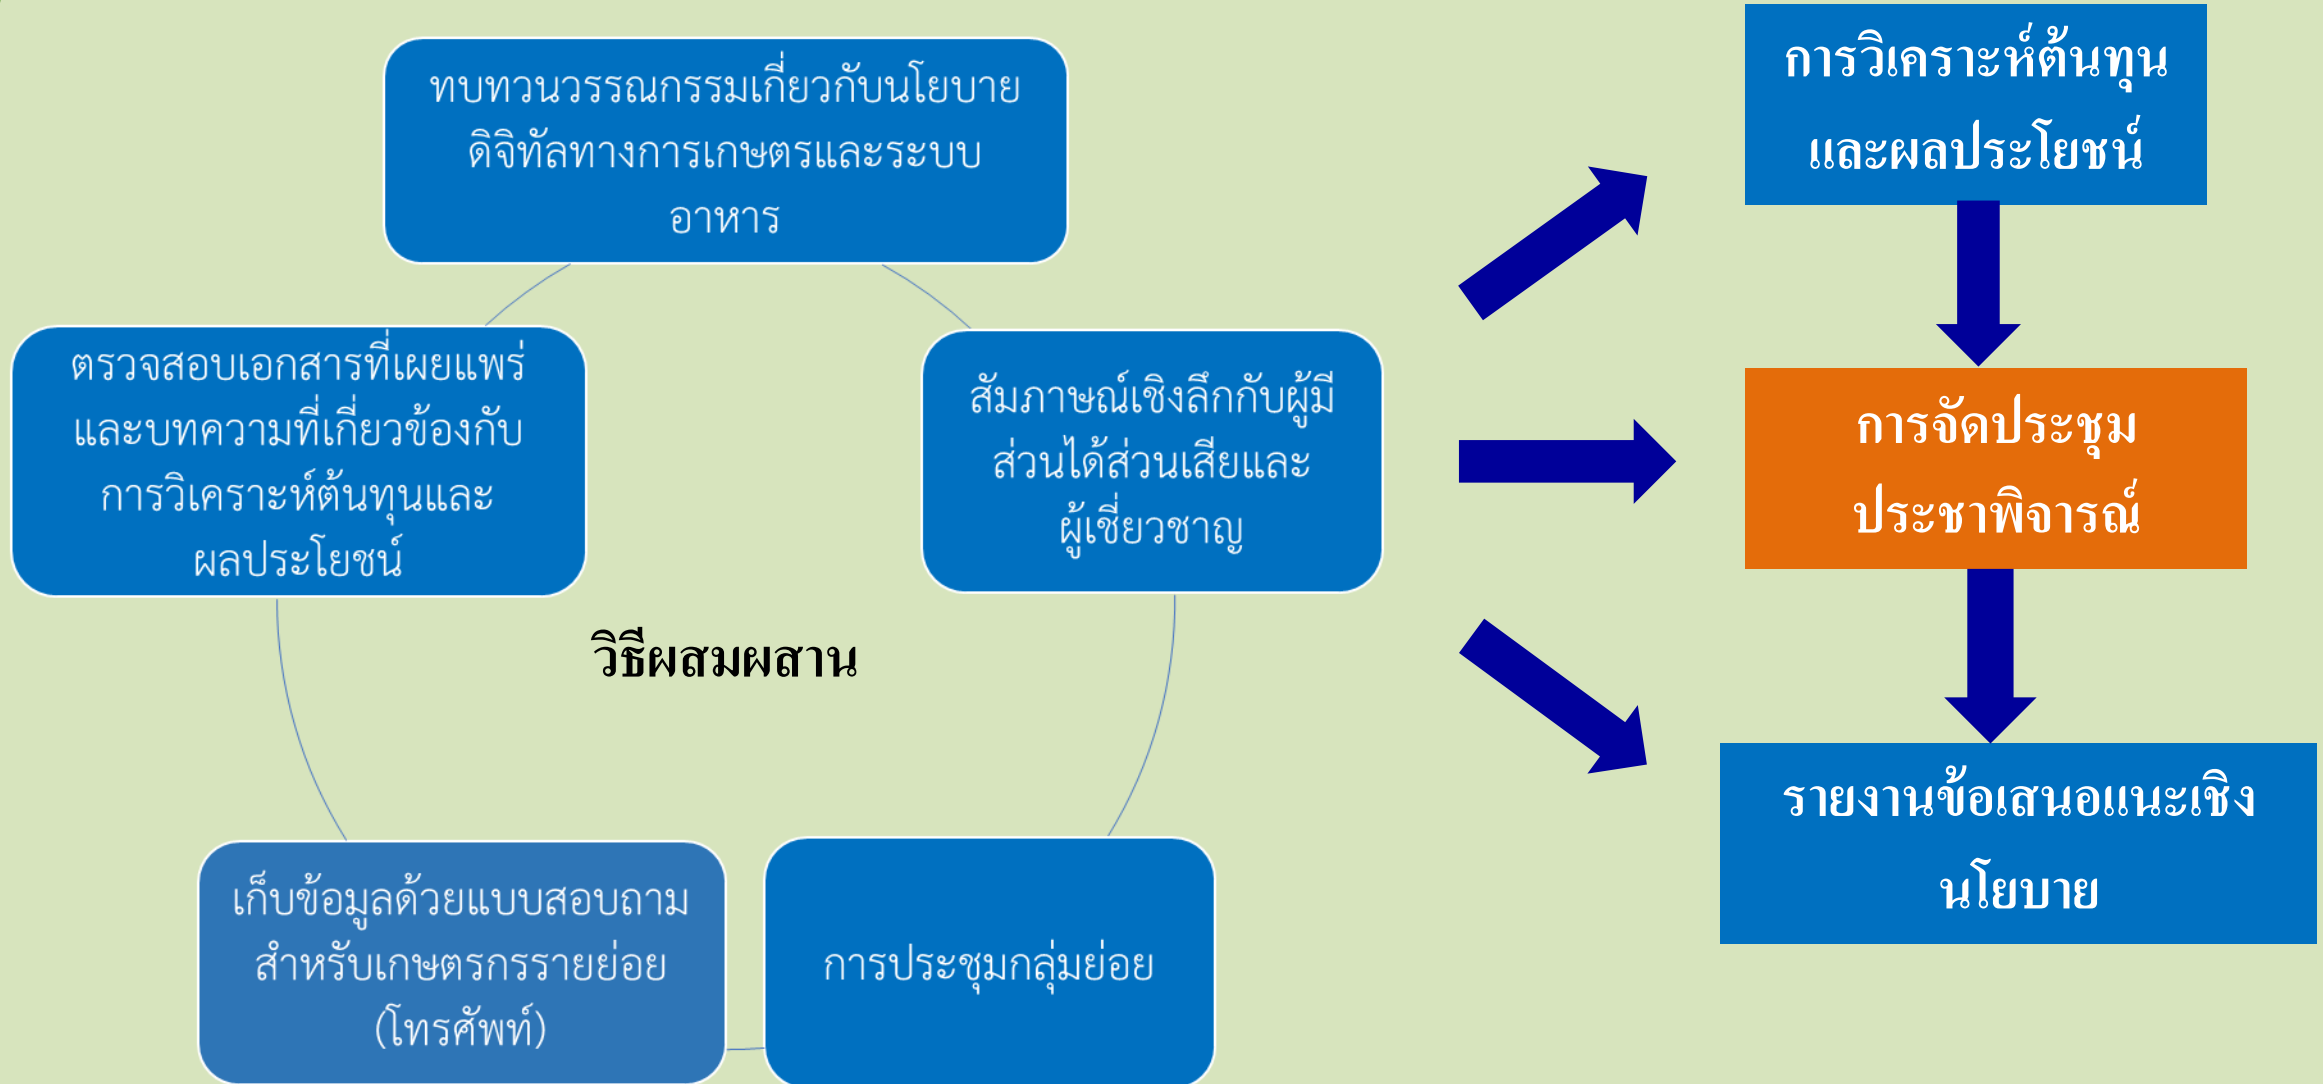 ทบทวนวรรณกรรมเกี่ยวกับนโยบาย
ดิจิทัลทางการเกษตรและระบบ
อาหาร
สัมภาษณ์เชิงลึกกับผู้มี
ส่วนได้ส่วนเสียและ
ผู้เชี่ยวชาญ
การประชุมกลุ่มย่อย
เก็บข้อมูลด้วยแบบสอบถาม
สำหรับเกษตรกรรายย่อย
(โทรศัพท์)
ตรวจสอบเอกสารที่เผยแพร่
และบทความที่เกี่ยวข้องกับ
การวิเคราะห์ต้นทุนและ
ผลประโยชน์
วิธีผสมผสาน
การวิเคราะห์ต้นทุน
และผลประโยชน์
การจัดประชุม
ประชาพิจารณ์
รายงานข้อเสนอแนะเชิง
นโยบาย